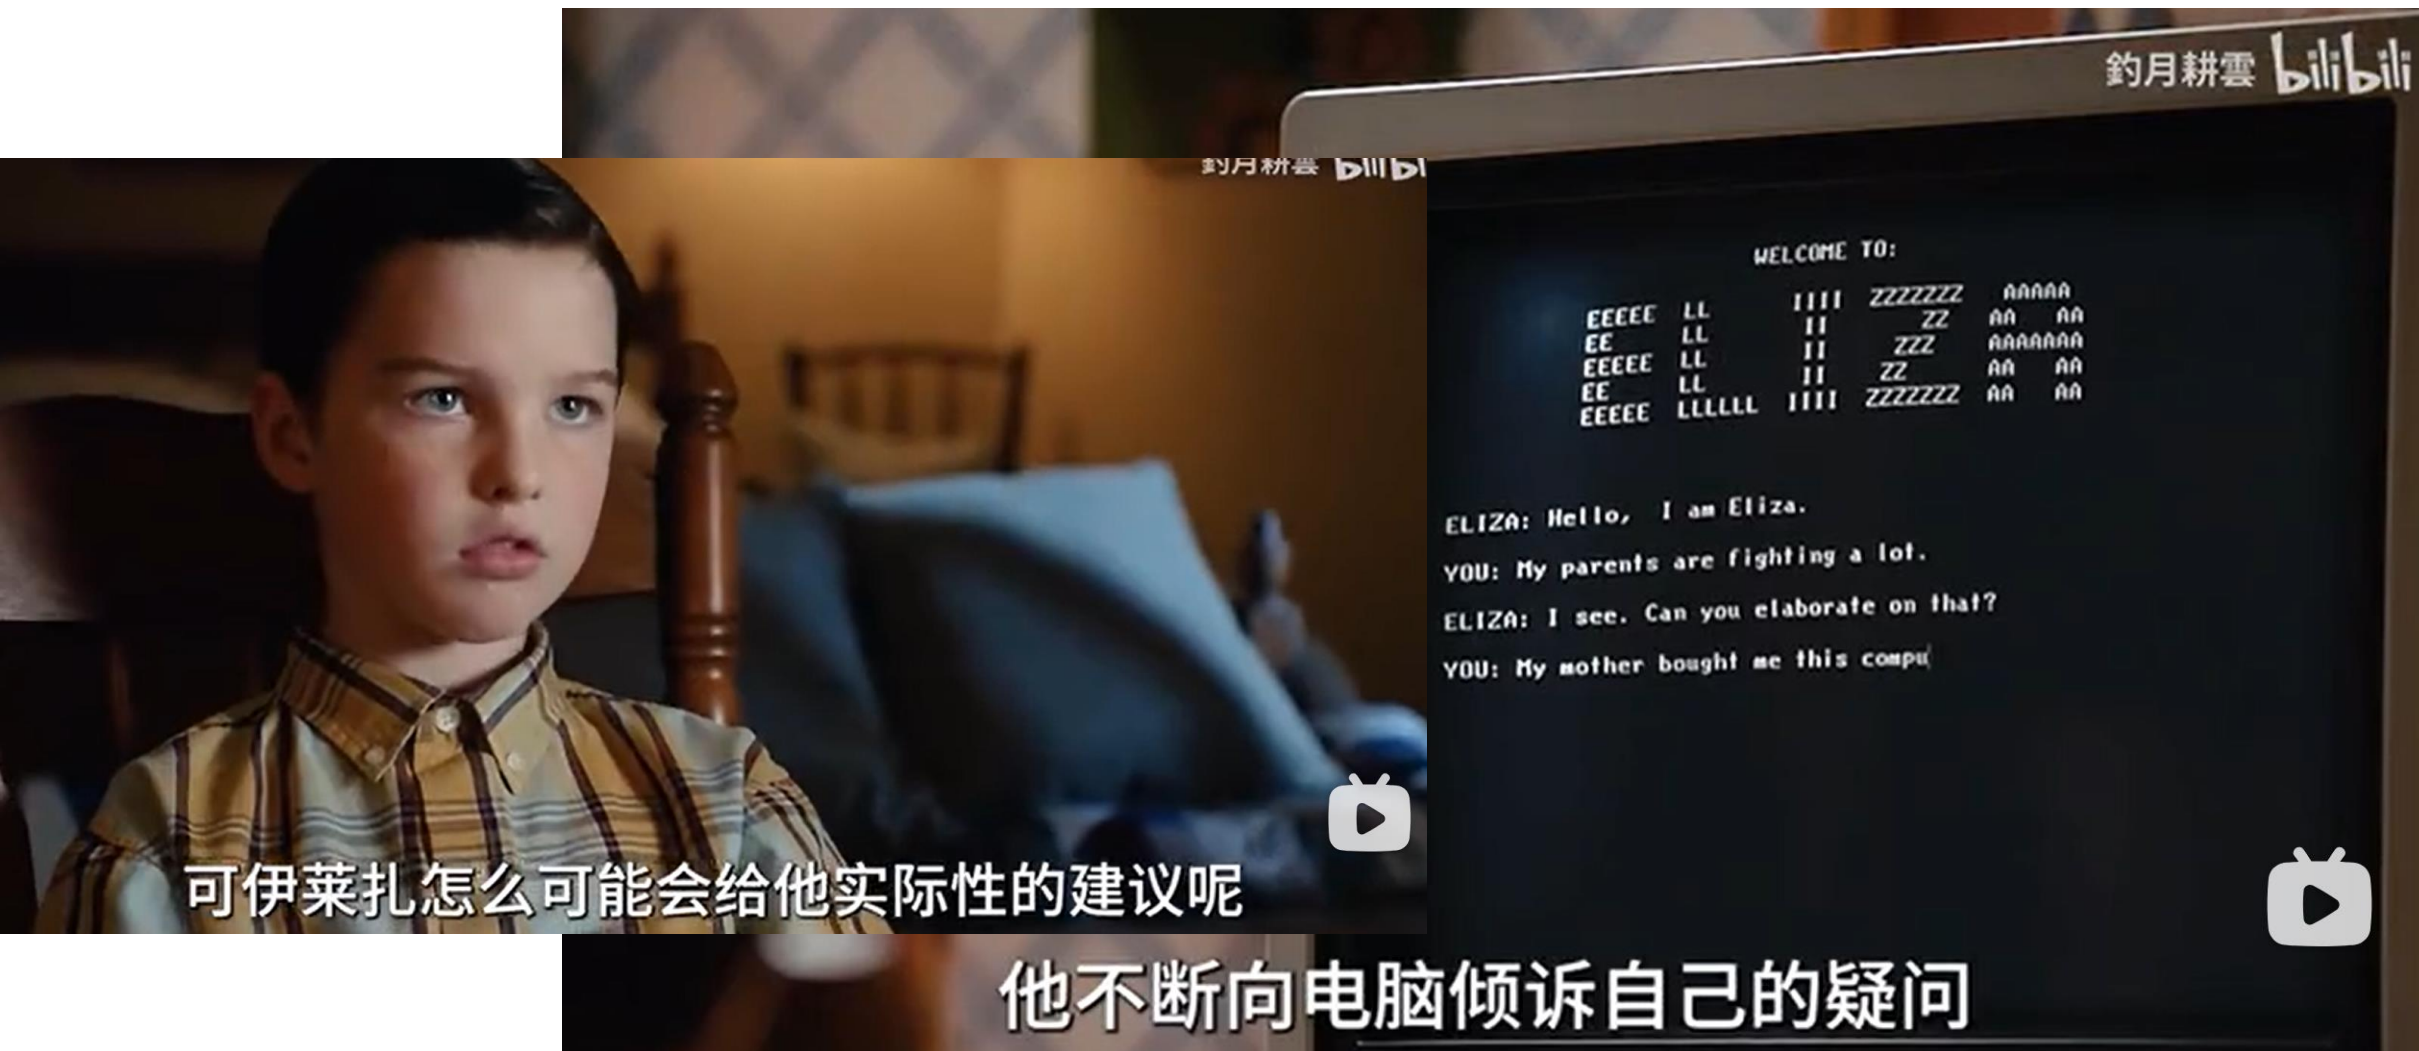 釣月耕雲 bilibili
釣月耕雲 bilibi
WELCOME TO:
EEEEE LL IIII ZZZZZZZ AAAAA
EE LL II ZZ AA AA
EEEEE LL II ZZZ AAAAAAA
EE LL II ZZ AA AA
EEEEE LLLLLL IIII ZZZZZZZ AA AA
ELIZA: Hello, I am Eliza.
YOU: My parents are fighting a lot.
ELIZA: I see. Can you elaborate on that?
YOU: My mother bought me this compu
可伊莱扎怎么可能会给他实际性的建议呢
他不断向电脑倾诉自己的疑问